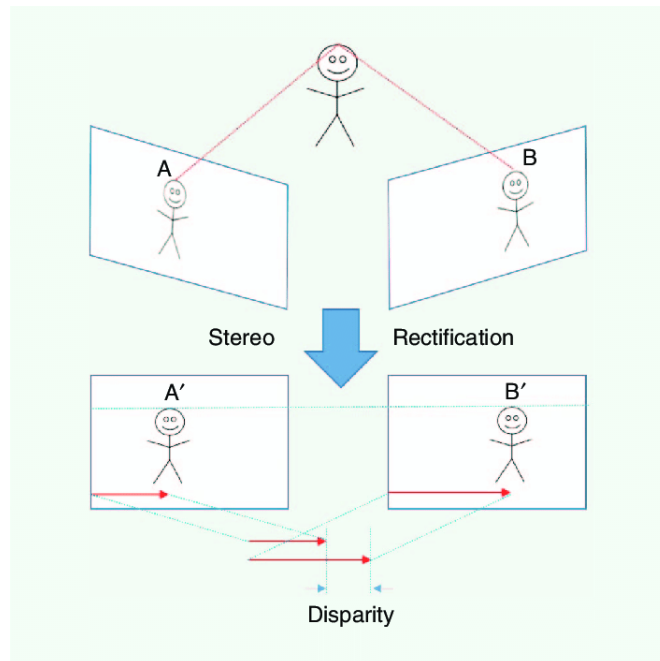 A
B
Stereo
Rectification
A′
B′
Disparity